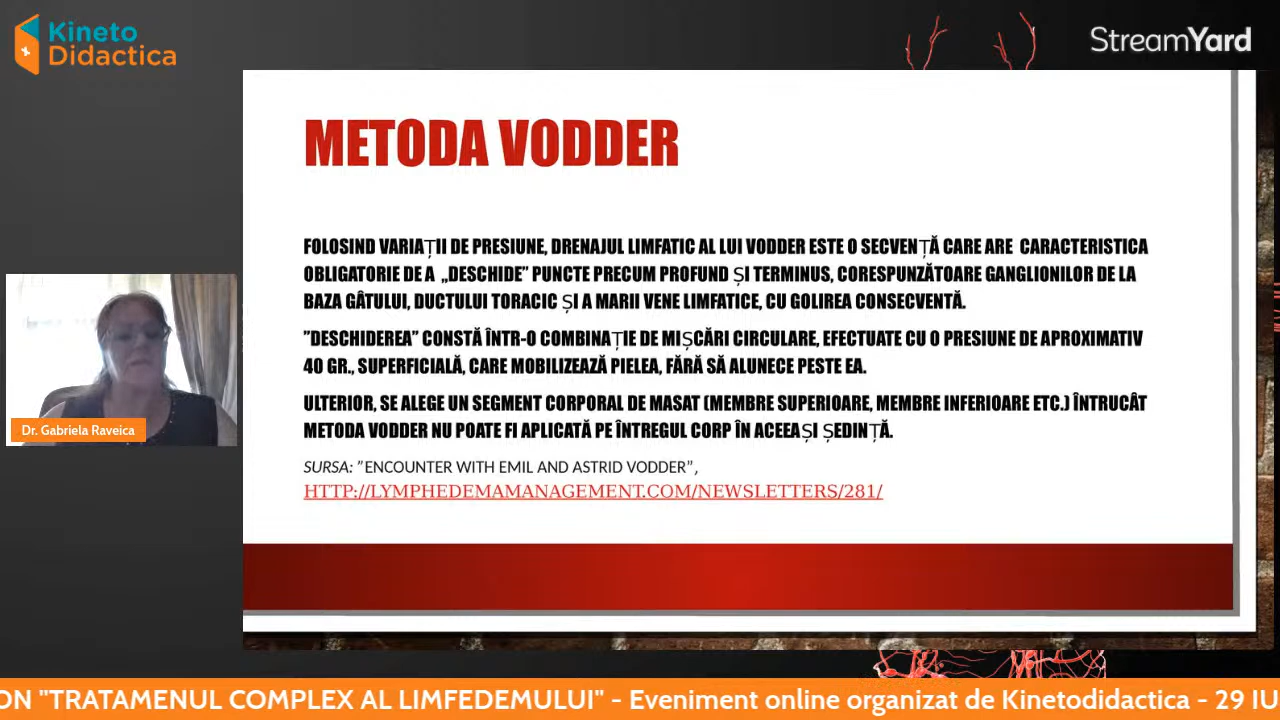 Kineto
Didactica
StreamYard
METODA VODDER
FOLOSIND VARIAȚII DE PRESIUNE, DRENAJUL LIMFATIC AL LUI VODDER ESTE O SECVENȚĂ CARE ARE CARACTERISTICA
OBLIGATORIE DE A „DESCHIDE” PUNCTE PRECUM PROFUND ȘI TERMINUS, CORESPUNZĂTOARE GANGLIONILOR DE LA
BAZA GÂTULUI, DUCTULUI TORACIC ȘI A MARII VENE LIMFATICE, CU GOLIREA CONSECVENTĂ.
”DESCHIDEREA” CONSTĂ ÎNTR-O COMBINAȚIE DE MIȘCĂRI CIRCULARE, EFECTUATE CU O PRESIUNE DE APROXIMATIV
40 GR., SUPERFICIALĂ, CARE MOBILIZEAZĂ PIELEA, FĂRĂ SĂ ALUNECE PESTE EA.
ULTERIOR, SE ALEGE UN SEGMENT CORPORAL DE MASAT (MEMBRE SUPERIOARE, MEMBRE INFERIOARE ETC.) ÎNTRUCÂT
METODA VODDER NU POATE FI APLICATĂ PE ÎNTREGUL CORP ÎN ACEEAȘI ȘEDINȚĂ.
SURSA: ”ENCOUNTER WITH EMIL AND ASTRID VODDER”,
HTTP://LYMPHEDEMAMANAGEMENT.COM/NEWSLETTERS/281/
Dr. Gabriela Raveica
ON "TRATAMENUL COMPLEX AL LIMFEDEMULUI" - Eveniment online organizat de Kinetodidactica - 29 IU